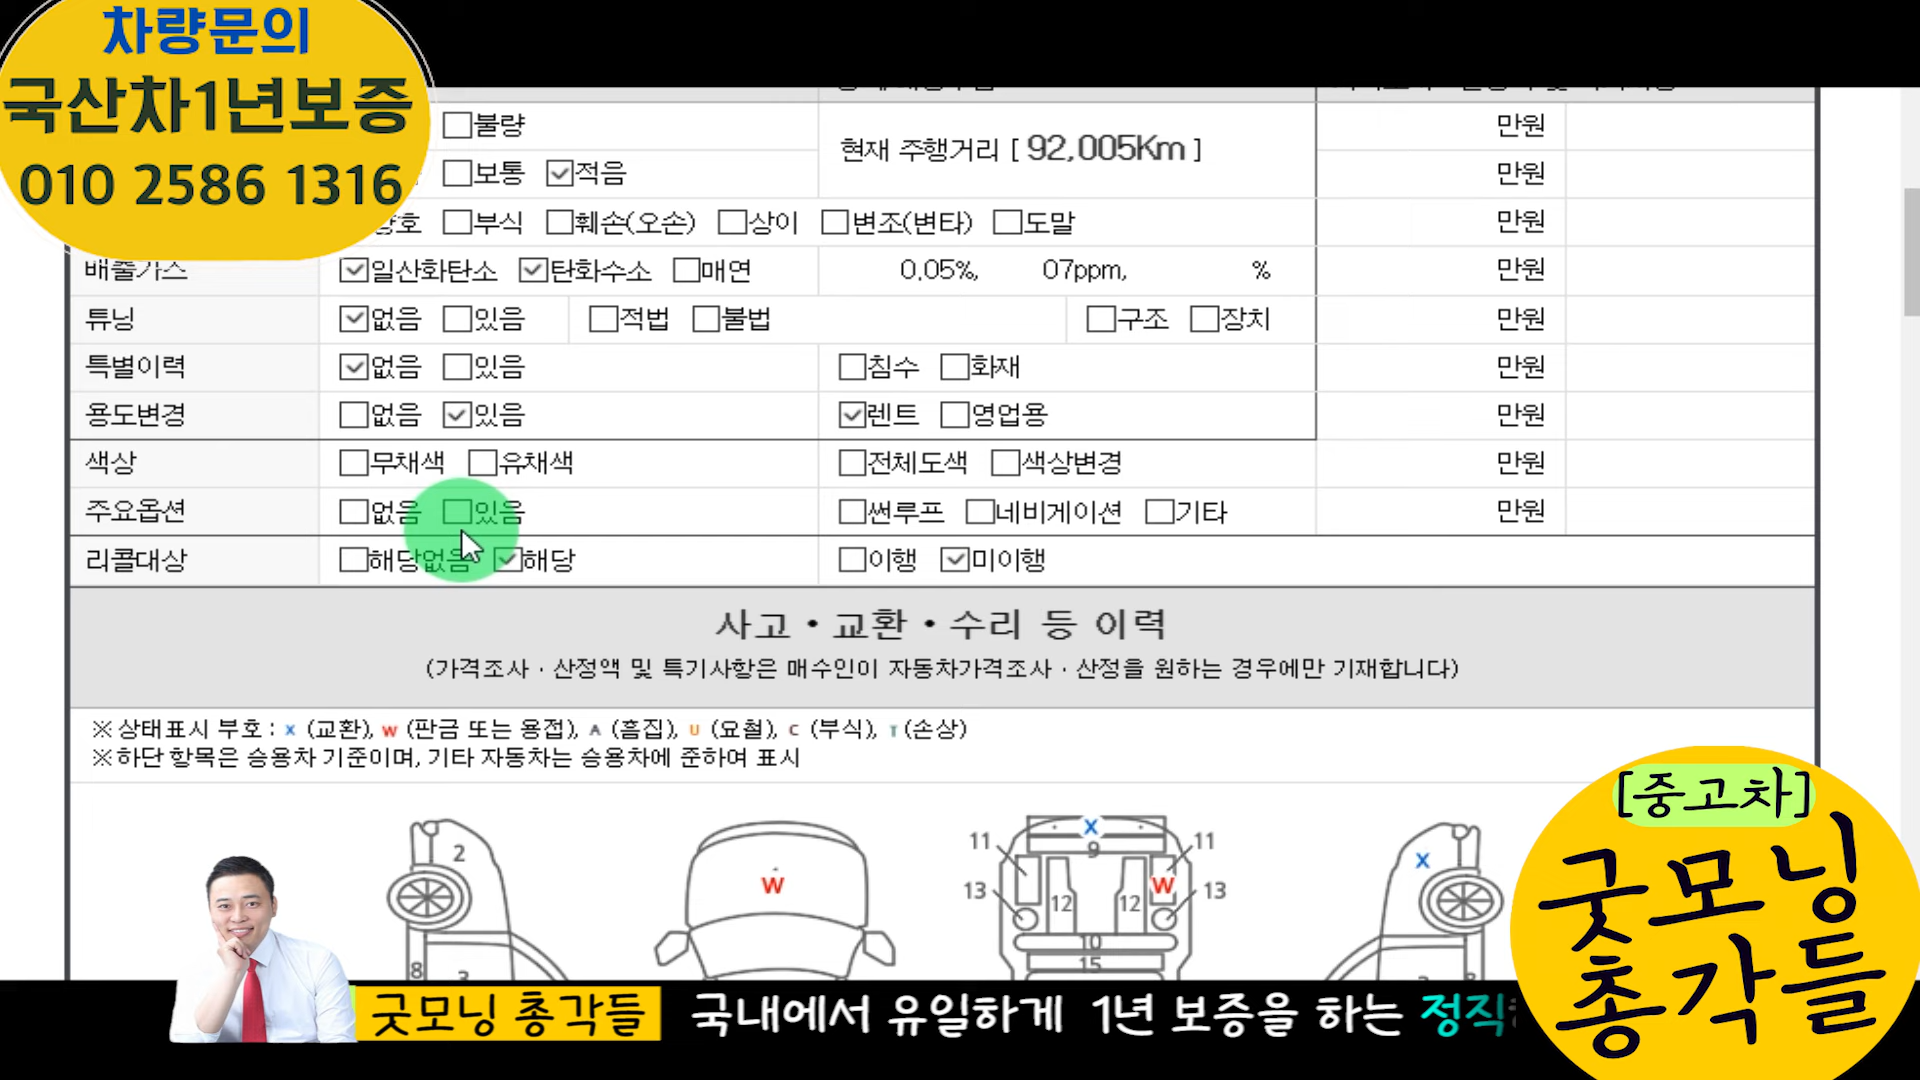 차량문의
국산차1년보증
010 2586 1316
불량
현재 주행거리 [ 92,005Km ]
만원
보통 적음
만원
양호 부식 훼손(오손) 상이 변조(변타) 도말
만원
배출가스 일산화탄소 탄화수소 매연 0.05%, 07ppm, %
만원
튜닝 없음 있음 적법 불법 구조 장치
만원
특별이력 없음 있음 침수 화재
만원
용도변경 없음 있음 렌트 영업용
만원
색상 무채색 유채색 전체도색 색상변경
만원
주요옵션 없음 있음 썬루프 네비게이션 기타
만원
리콜대상 해당없음 해당 이행 미이행
사고 • 교환 • 수리 등 이력
(가격조사 · 산정액 및 특기사항은 매수인이 자동차가격조사 · 산정을 원하는 경우에만 기재합니다)
※ 상태표시 부호 : X (교환), W (판금 또는 용접), A (흠집), U (요철), C (부식), T (손상)
※ 하단 항목은 승용차 기준이며, 기타 자동차는 승용차에 준하여 표시
2
8
W
X
11 9 11
13 W 13
12 12
10
15
X
[중고차]
굿모닝
총각들
굿모닝 총각들 국내에서 유일하게 1년 보증을 하는 정직